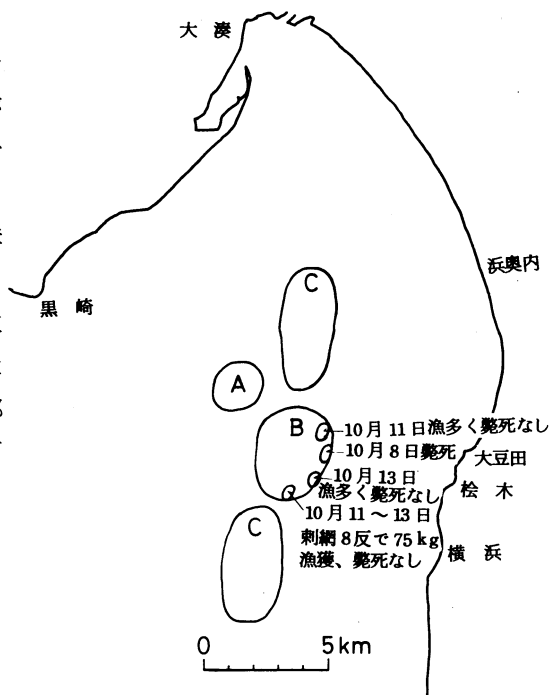 大湊
浜奥内
黒崎
C
A
B
10月11日漁多く斃死なし
10月8日斃死
大豆田
10月13日
漁多く斃死なし
桧木
10月11～13日
刺網8反で75kg
漁獲、斃死なし
横浜
C
0 5km